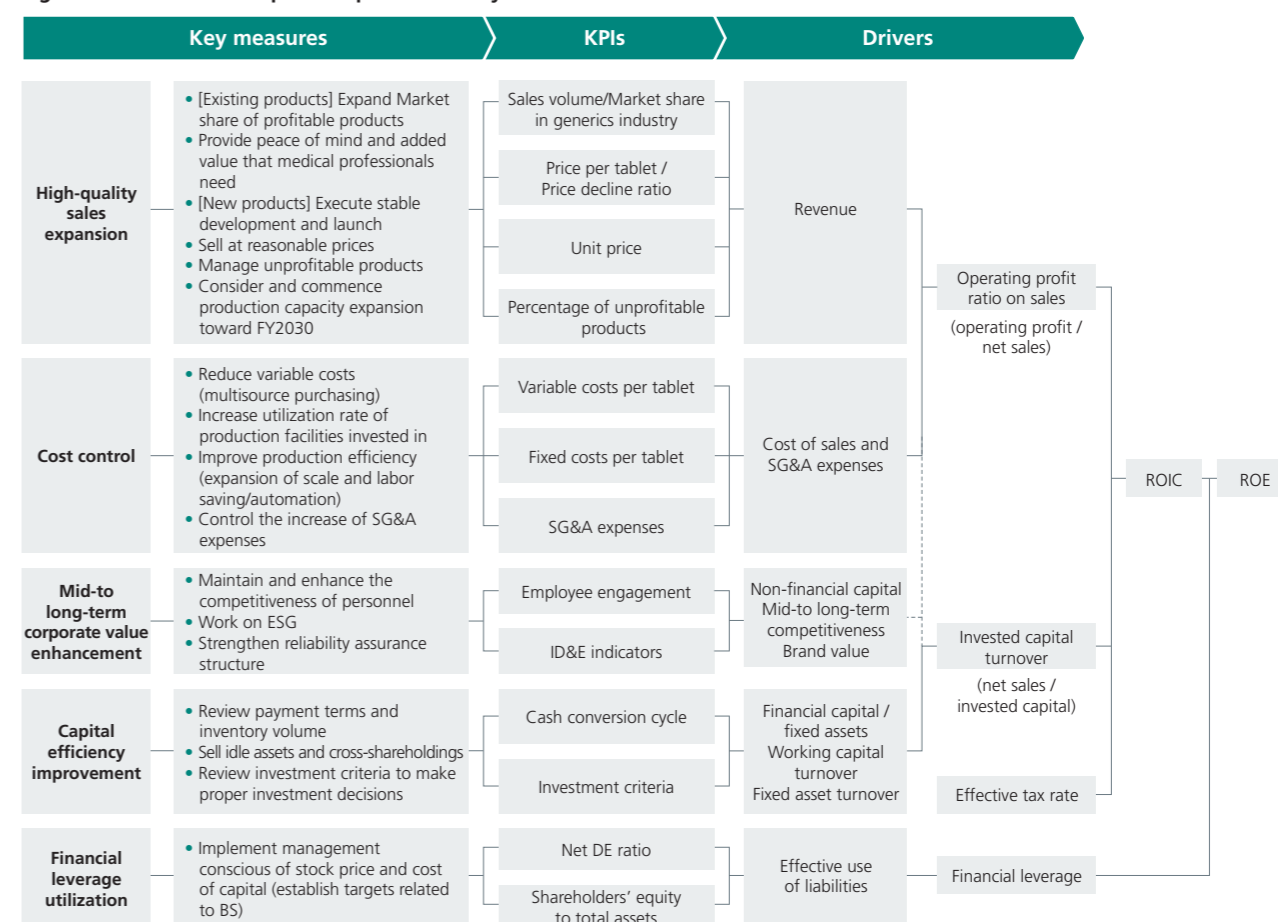 Key measures
KPIs
Drivers
High-quality
sales
expansion
• [Existing products] Expand Market
share of profitable products
• Provide peace of mind and added
value that medical professionals
need
• [New products] Execute stable
development and launch
• Sell at reasonable prices
• Manage unprofitable products
• Consider and commence
production capacity expansion
toward FY2030
Sales volume/Market share
in generics industry
Price per tablet /
Price decline ratio
Unit price
Percentage of unprofitable
products
Revenue
Operating profit
ratio on sales
(operating profit /
net sales)
Cost control
• Reduce variable costs
(multisource purchasing)
• Increase utilization rate of
production facilities invested in
• Improve production efficiency
(expansion of scale and labor
saving/automation)
• Control the increase of SG&A
expenses
Variable costs per tablet
Fixed costs per tablet
SG&A expenses
Cost of sales and
SG&A expenses
ROIC
ROE
Mid-to
long-term
corporate value
enhancement
• Maintain and enhance the
competitiveness of personnel
• Work on ESG
• Strengthen reliability assurance
structure
Employee engagement
ID&E indicators
Non-financial capital
Mid-to long-term
competitiveness
Brand value
Invested capital
turnover
(net sales /
invested capital)
Capital
efficiency
improvement
• Review payment terms and
inventory volume
• Sell idle assets and cross-shareholdings
• Review investment criteria to make
proper investment decisions
Cash conversion cycle
Investment criteria
Financial capital /
fixed assets
Working capital
turnover
Fixed asset turnover
Effective tax rate
Financial
leverage
utilization
• Implement management
conscious of stock price and cost
of capital (establish targets related
to BS)
Net DE ratio
Shareholders' equity
to total assets
Effective use
of liabilities
Financial leverage